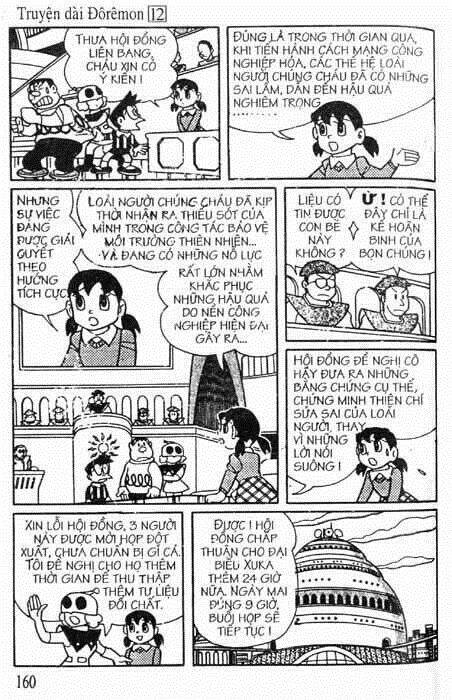 Truyện dài Đôrêmon 12
THƯA HỘI ĐỒNG
LIÊN BANG,
CHÁU XIN CÓ
Ý KIẾN !
ĐÚNG LÀ TRONG THỜI GIAN QUA,
KHI TIẾN HÀNH CÁCH MẠNG CÔNG
NGHIỆP HÓA, CÁC THẾ HỆ LOÀI
NGƯỜI CHÚNG CHÁU ĐÃ CÓ NHỮNG
SAI LẦM, DẪN ĐẾN HẬU QUẢ
NGHIÊM TRỌNG
..........
NHƯNG
SỰ VIỆC
ĐANG
ĐƯỢC GIẢI
QUYẾT
THEO
HƯỚNG
TÍCH CỰC
LOÀI NGƯỜI CHÚNG CHÁU ĐÃ KỊP
THỜI NHẬN RA THIẾU SÓT CỦA
MÌNH TRONG CÔNG TÁC BẢO VỆ
MÔI TRƯỜNG THIÊN NHIÊN...
VÀ ĐANG CÓ NHỮNG NỖ LỰC
RẤT LỚN NHẰM
KHẮC PHỤC
NHỮNG HẬU QUẢ
DO NỀN CÔNG
NGHIỆP HIỆN ĐẠI
GÂY RA...
LIỆU CÓ
TIN ĐƯỢC
CON BÉ
NÀY
KHÔNG ?
Ừ ! CÓ THỂ
ĐÂY CHỈ LÀ
KẾ HOÃN
BINH CỦA
BỌN CHÚNG !
HỘI ĐỒNG ĐỀ NGHỊ CÔ
HÃY ĐƯA RA NHỮNG
BẰNG CHỨNG CỤ THỂ,
CHỨNG MINH THIỆN CHÍ
SỬA SAI CỦA LOÀI
NGƯỜI, THAY
VÌ NHỮNG
LỜI NÓI
SUÔNG !
XIN LỖI HỘI ĐỒNG, 3 NGƯỜI
NÀY ĐƯỢC MỜI HỌP ĐỘT
XUẤT, CHƯA CHUẨN BỊ GÌ CẢ.
TÔI ĐỀ NGHỊ CHO HỌ THÊM
THỜI GIAN ĐỂ THU THẬP
THÊM TƯ LIỆU
ĐỐI CHẤT.
ĐƯỢC ! HỘI
ĐỒNG CHẤP
THUẬN CHO ĐẠI
BIỂU XUKA
THÊM 24 GIỜ
NỮA. NGÀY MAI
ĐÚNG 9 GIỜ,
BUỔI HỌP SẼ
TIẾP TỤC !
160